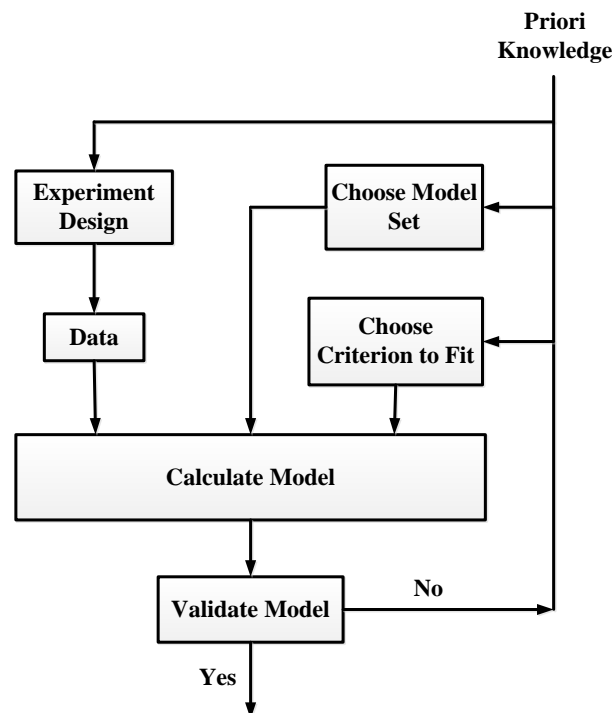 Priori
Knowledge
Experiment
Design
Choose Model
Set
Data
Choose
Criterion to Fit
Calculate Model
Validate Model
No
Yes